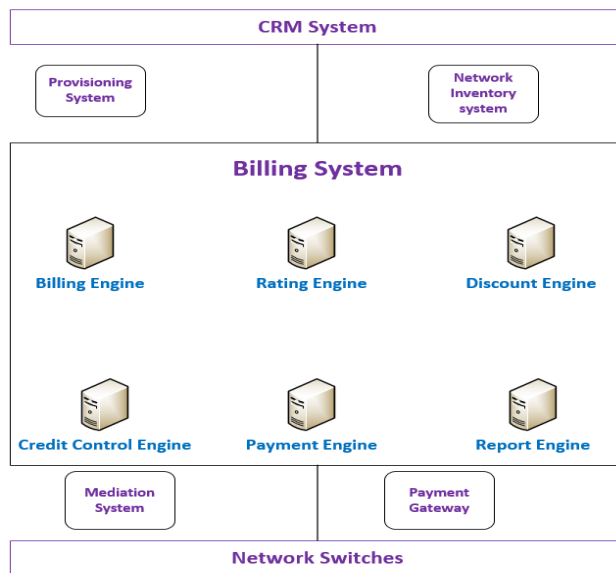 CRM System
Provisioning
System
Network
Inventory
system
Billing System
Billing Engine
Rating Engine
Discount Engine
Credit Control Engine
Payment Engine
Report Engine
Mediation
System
Payment
Gateway
Network Switches